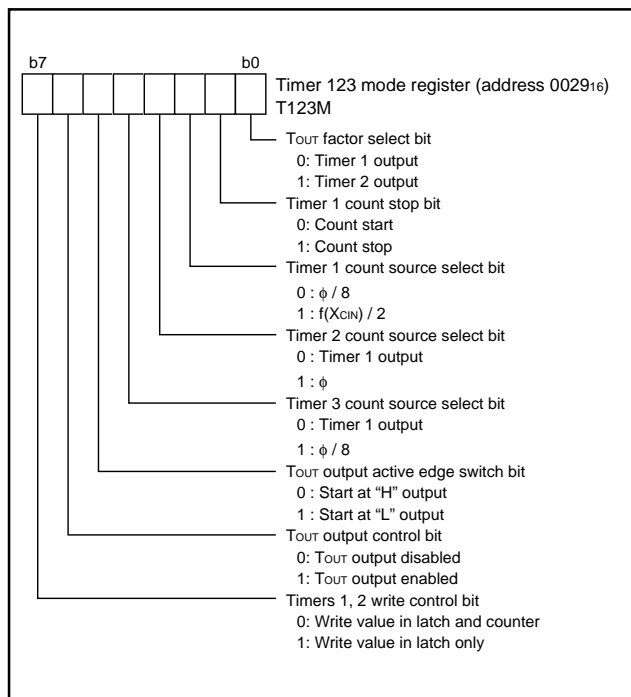 b7 b0
Timer 123 mode register (address 002916)
T123M
TOUT factor select bit
0: Timer 1 output
1: Timer 2 output
Timer 1 count stop bit
0: Count start
1: Count stop
Timer 1 count source select bit
0 : ϕ / 8
1 : f(XCIN) / 2
Timer 2 count source select bit
0 : Timer 1 output
1 : ϕ
Timer 3 count source select bit
0 : Timer 1 output
1 : ϕ / 8
TOUT output active edge switch bit
0 : Start at “H” output
1 : Start at “L” output
TOUT output control bit
0: TOUT output disabled
1: TOUT output enabled
Timers 1, 2 write control bit
0: Write value in latch and counter
1: Write value in latch only